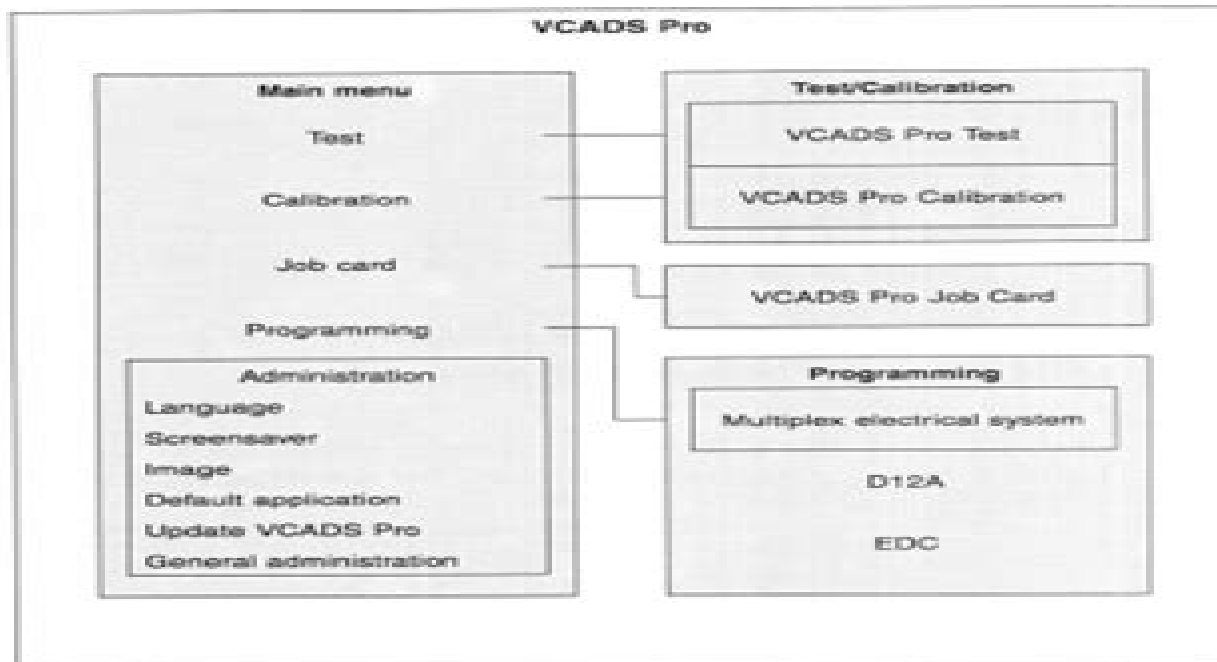 VCADS Pro
Main menu
Test
Calibration
Job card
Programming
Administration
Language
Screensaver
Image
Default application
Update VCADS Pro
General administration
Test/Calibration
VCADS Pro Test
VCADS Pro Calibration
VCADS Pro Job Card
Programming
Multiplex electrical system
D12A
EDC